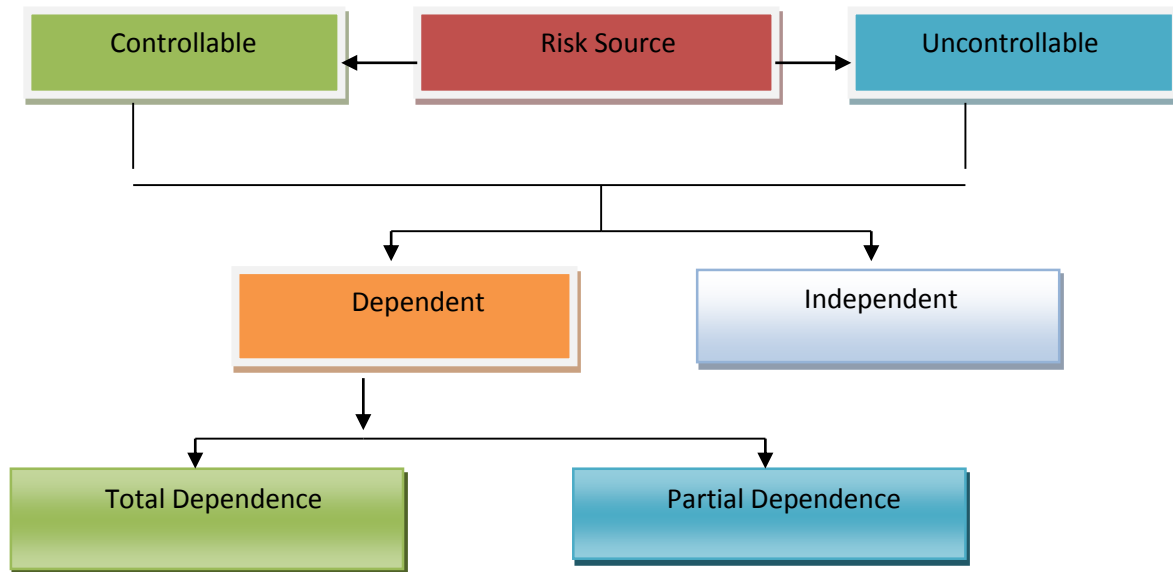 Controllable
Risk Source
Uncontrollable
Dependent
Independent
Total Dependence
Partial Dependence